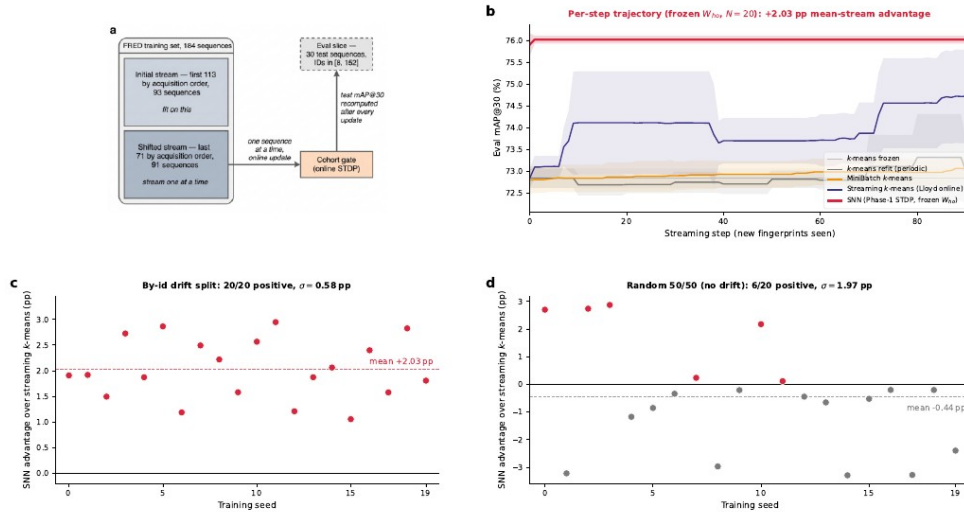 a
FRED training set, 184 sequences
Initial stream — first 113
by acquisition order,
93 sequences
fit on this
Shifted stream — last
71 by acquisition order,
91 sequences
stream one at a time
one sequence
at a time,
online update
Eval slice —
30 test sequences,
IDs in [8, 152]
test mAP@30
recomputed
after every
update
Cohort gate
(online STDP)
b
Per-step trajectory (frozen Who, N = 20): +2.03 pp mean-stream advantage
Eval mAP@30 (%)
76.0
75.5
75.0
74.5
74.0
73.5
73.0
72.5
0
20
40
60
80
Streaming step (new fingerprints seen)
k-means frozen
k-means refit (periodic)
MiniBatch k-means
Streaming k-means (Lloyd online)
SNN (Phase-1 STDP, frozen Who)
c
By-id drift split: 20/20 positive, σ = 0.58 pp
SNN advantage over streaming k-means (pp)
3.0
2.5
2.0
1.5
1.0
0.5
0.0
mean +2.03 pp
0
5
10
15
19
Training seed
d
Random 50/50 (no drift): 6/20 positive, σ = 1.97 pp
SNN advantage over streaming k-means (pp)
3
2
1
0
−1
−2
−3
mean -0.44 pp
0
5
10
15
19
Training seed